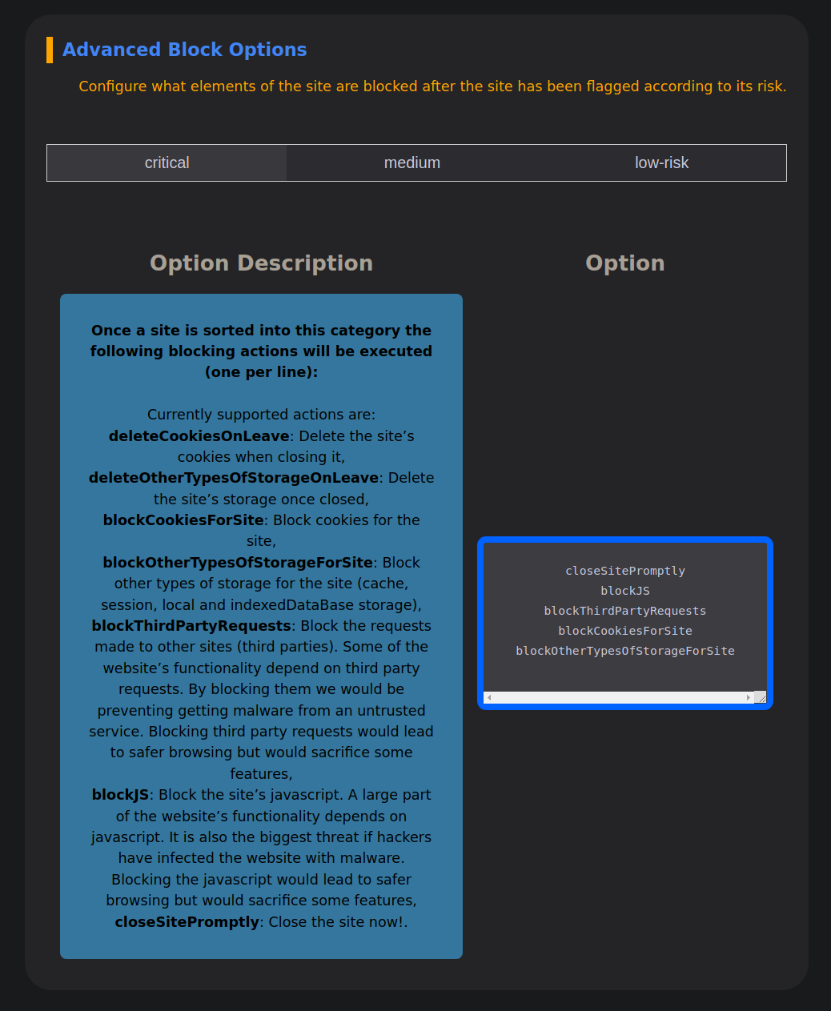 Advanced Block Options
Configure what elements of the site are blocked after the site has been flagged according to its risk.
critical
medium
low-risk
Option Description
Option
Once a site is sorted into this category the
following blocking actions will be executed
(one per line):
Currently supported actions are:
deleteCookiesOnLeave: Delete the site’s
cookies when closing it,
deleteOtherTypesOfStorageOnLeave: Delete
the site’s storage once closed,
blockCookiesForSite: Block cookies for the
site,
blockOtherTypesOfStorageForSite: Block
other types of storage for the site (cache,
session, local and indexedDataBase storage),
blockThirdPartyRequests: Block the requests
made to other sites (third parties). Some of the
website’s functionality depend on third party
requests. By blocking them we would be
preventing getting malware from an untrusted
service. Blocking third party requests would lead
to safer browsing but would sacrifice some
features,
blockJS: Block the site’s javascript. A large part
of the website’s functionality depends on
javascript. It is also the biggest threat if hackers
have infected the website with malware.
Blocking the javascript would lead to safer
browsing but would sacrifice some features,
closeSitePromptly: Close the site now!.
closeSitePromptly
blockJS
blockThirdPartyRequests
blockCookiesForSite
blockOtherTypesOfStorageForSite